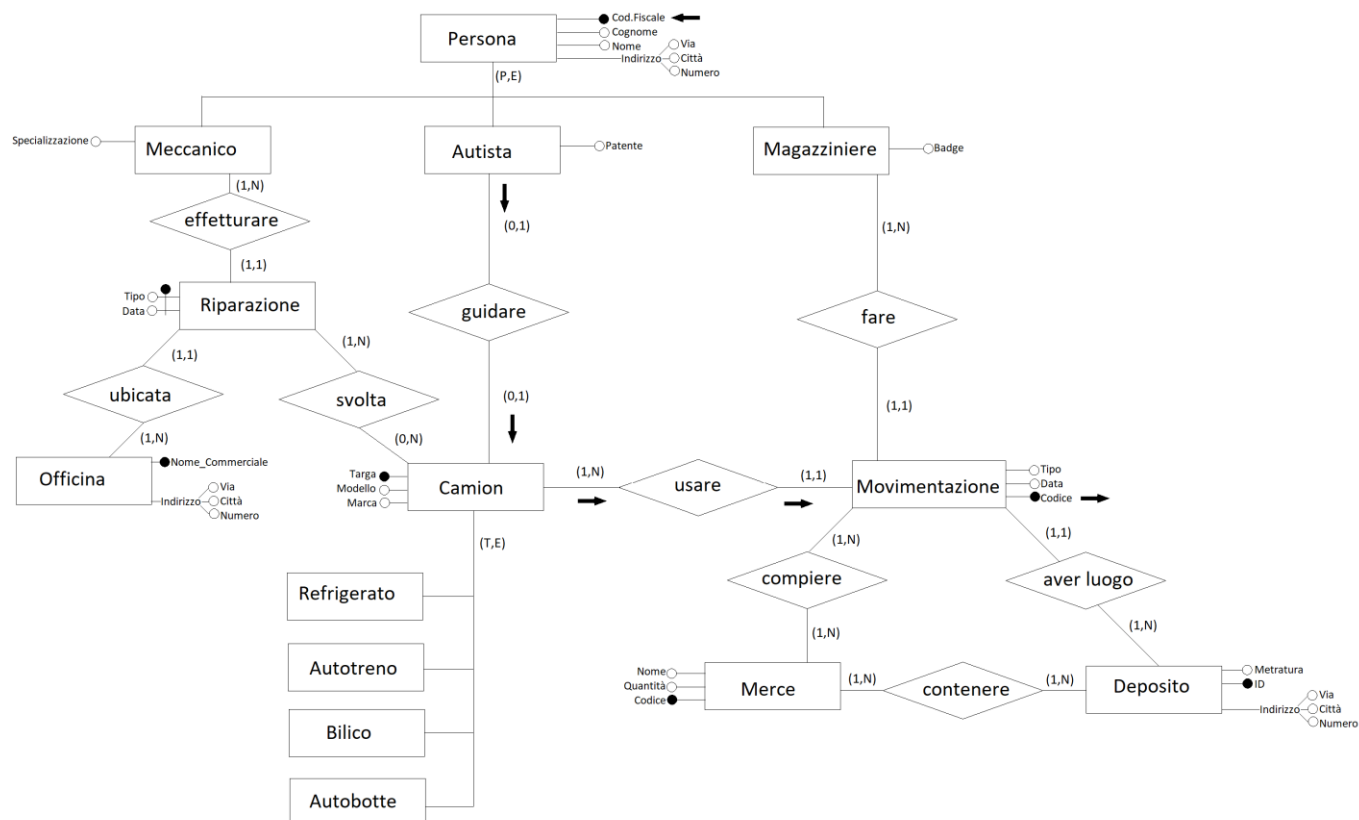 Cod.Fiscale
Persona
Cognome
Nome
Via
Indirizzo
Città
Numero
(P,E)
Specializzazione
Meccanico
Autista
Patente
Magazziniere
Badge
(1,N)
effetturare
(0,1)
(1,N)
(1,1)
Tipo
Data
Riparazione
guidare
fare
(1,1)
(1,N)
ubicata
svolta
(0,1)
(1,1)
(1,N)
(0,N)
Officina
Nome_Commerciale
Via
Indirizzo
Città
Numero
Targa
Modello
Marca
Camion
(1,N)
usare
(1,1)
Movimentazione
Tipo
Data
Codice
(T,E)
(1,N)
(1,1)
Refrigerato
compiere
aver luogo
(1,N)
(1,N)
Autotreno
Nome
Quantità
Codice
Merce
(1,N)
contenere
(1,N)
Deposito
Metratura
ID
Via
Indirizzo
Città
Numero
Bilico
Autobotte